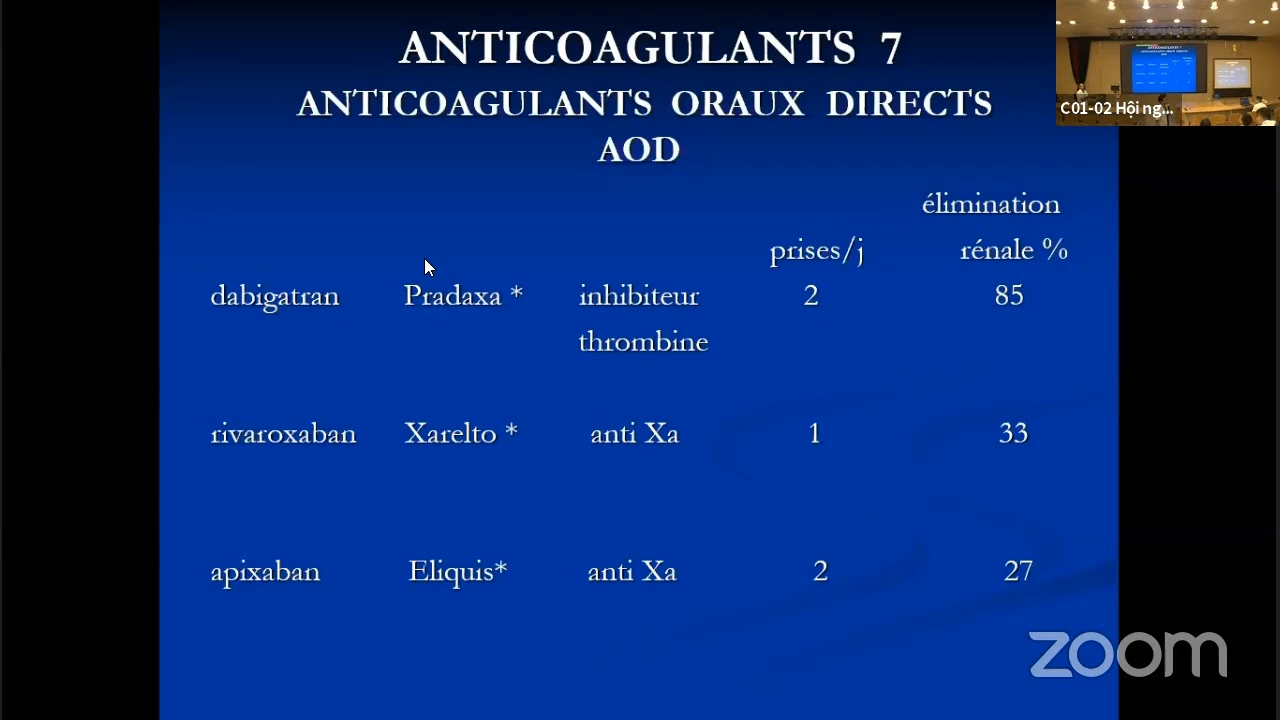 ANTICOAGULANTS 7
ANTICOAGULANTS ORAUX DIRECTS
AOD
C01-02 Hội ng...
élimination
prises/j rénale %
dabigatran Pradaxa * inhibiteur 2 85
thrombine
rivaroxaban Xarelto * anti Xa 1 33
apixaban Eliquis* anti Xa 2 27
zoom